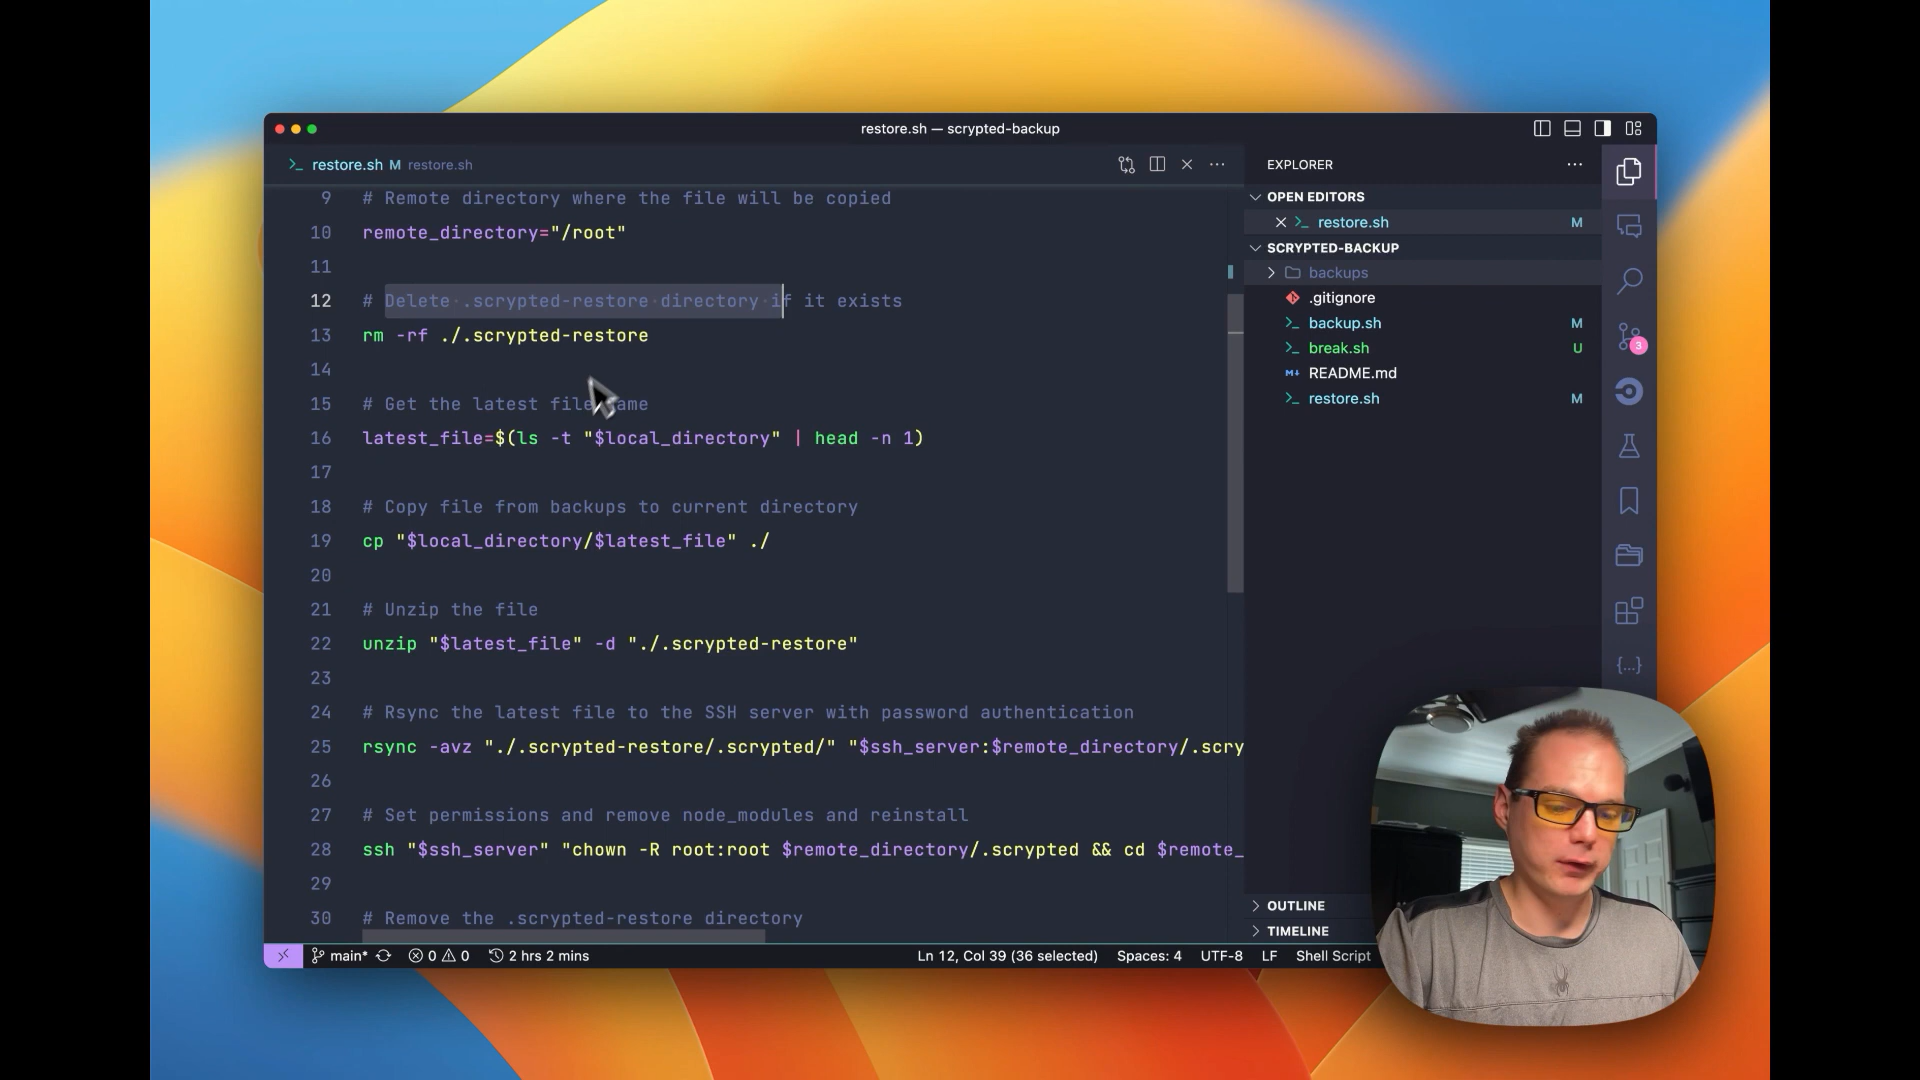 restore.sh — scrypted-backup
restore.sh M restore.sh
9 # Remote directory where the file will be copied
10 remote_directory="/root"
11
12 # Delete .scrypted-restore directory if it exists
13 rm -rf ./.scrypted-restore
14
15 # Get the latest file name
16 latest_file=$(ls -t "$local_directory" | head -n 1)
17
18 # Copy file from backups to current directory
19 cp "$local_directory/$latest_file" ./
20
21 # Unzip the file
22 unzip "$latest_file" -d "./.scrypted-restore"
23
24 # Rsync the latest file to the SSH server with password authentication
25 rsync -avz "./.scrypted-restore/.scrypted/" "$ssh_server:$remote_directory/.scry
26
27 # Set permissions and remove node_modules and reinstall
28 ssh "$ssh_server" "chown -R root:root $remote_directory/.scrypted && cd $remote_
29
30 # Remove the .scrypted-restore directory
EXPLORER
OPEN EDITORS
restore.sh M
SCRYPTED-BACKUP
backups
.gitignore
backup.sh M
break.sh U
README.md
restore.sh M
OUTLINE
TIMELINE
3
main* 0 0 2 hrs 2 mins Ln 12, Col 39 (36 selected) Spaces: 4 UTF-8 LF Shell Script